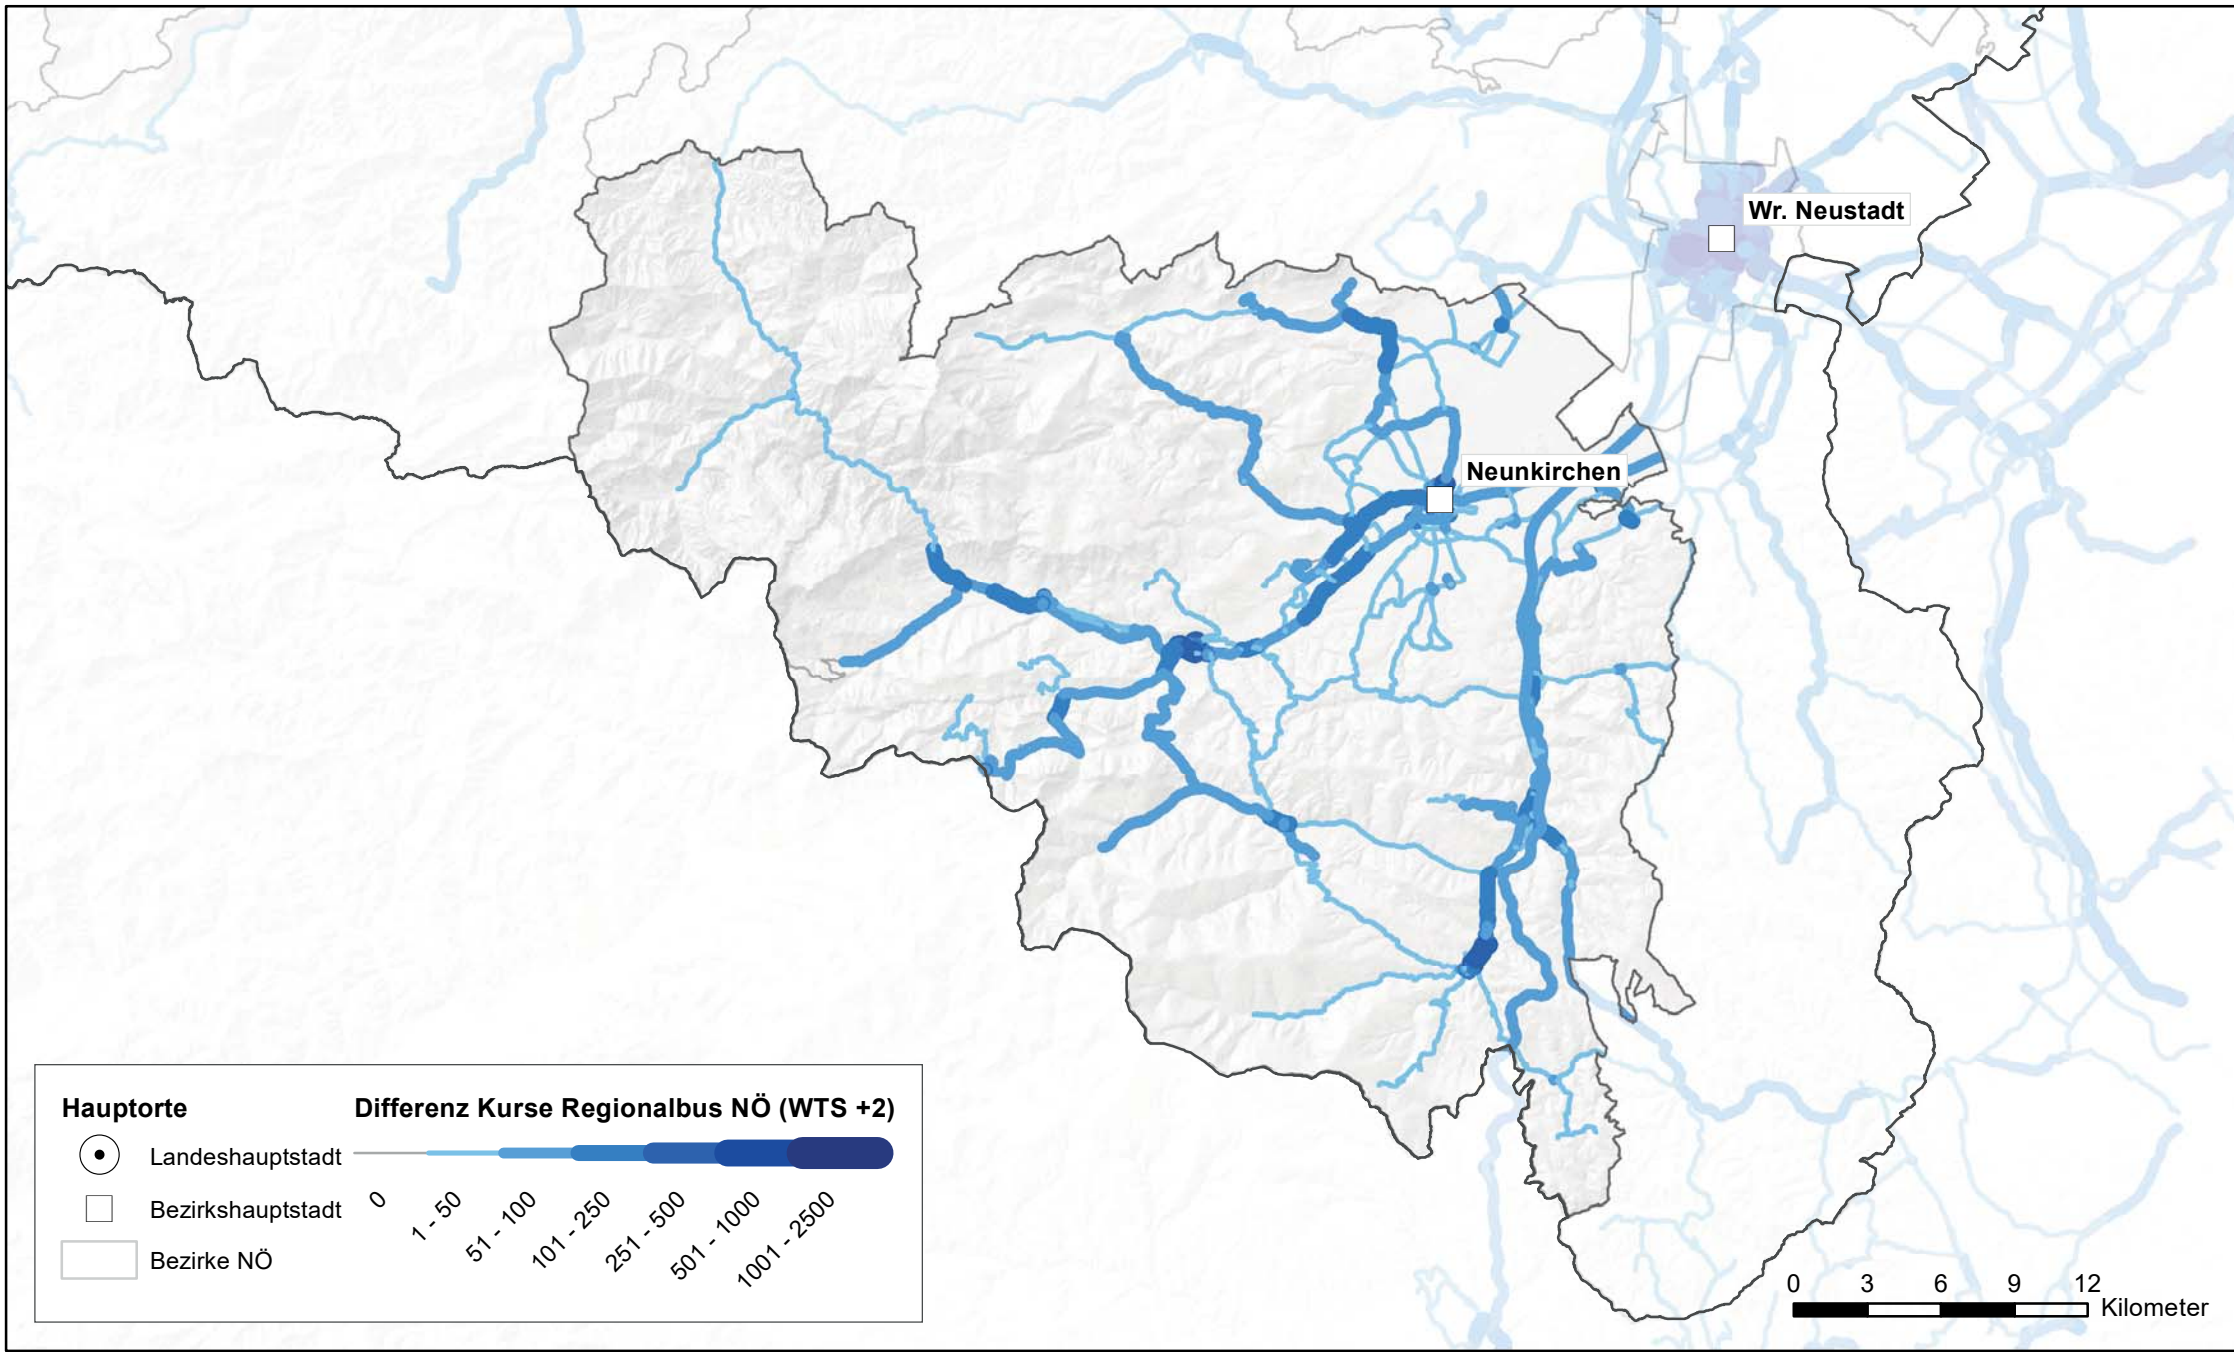 Wr. Neustadt
Neunkirchen
Hauptorte
Landeshauptstadt
Bezirkshauptstadt
Bezirke NÖ
Differenz Kurse Regionalbus NÖ (WTS +2)
0
1 - 50
51 - 100
101 - 250
251 - 500
501 - 1000
1001 - 2500
0 3 6 9 12
Kilometer